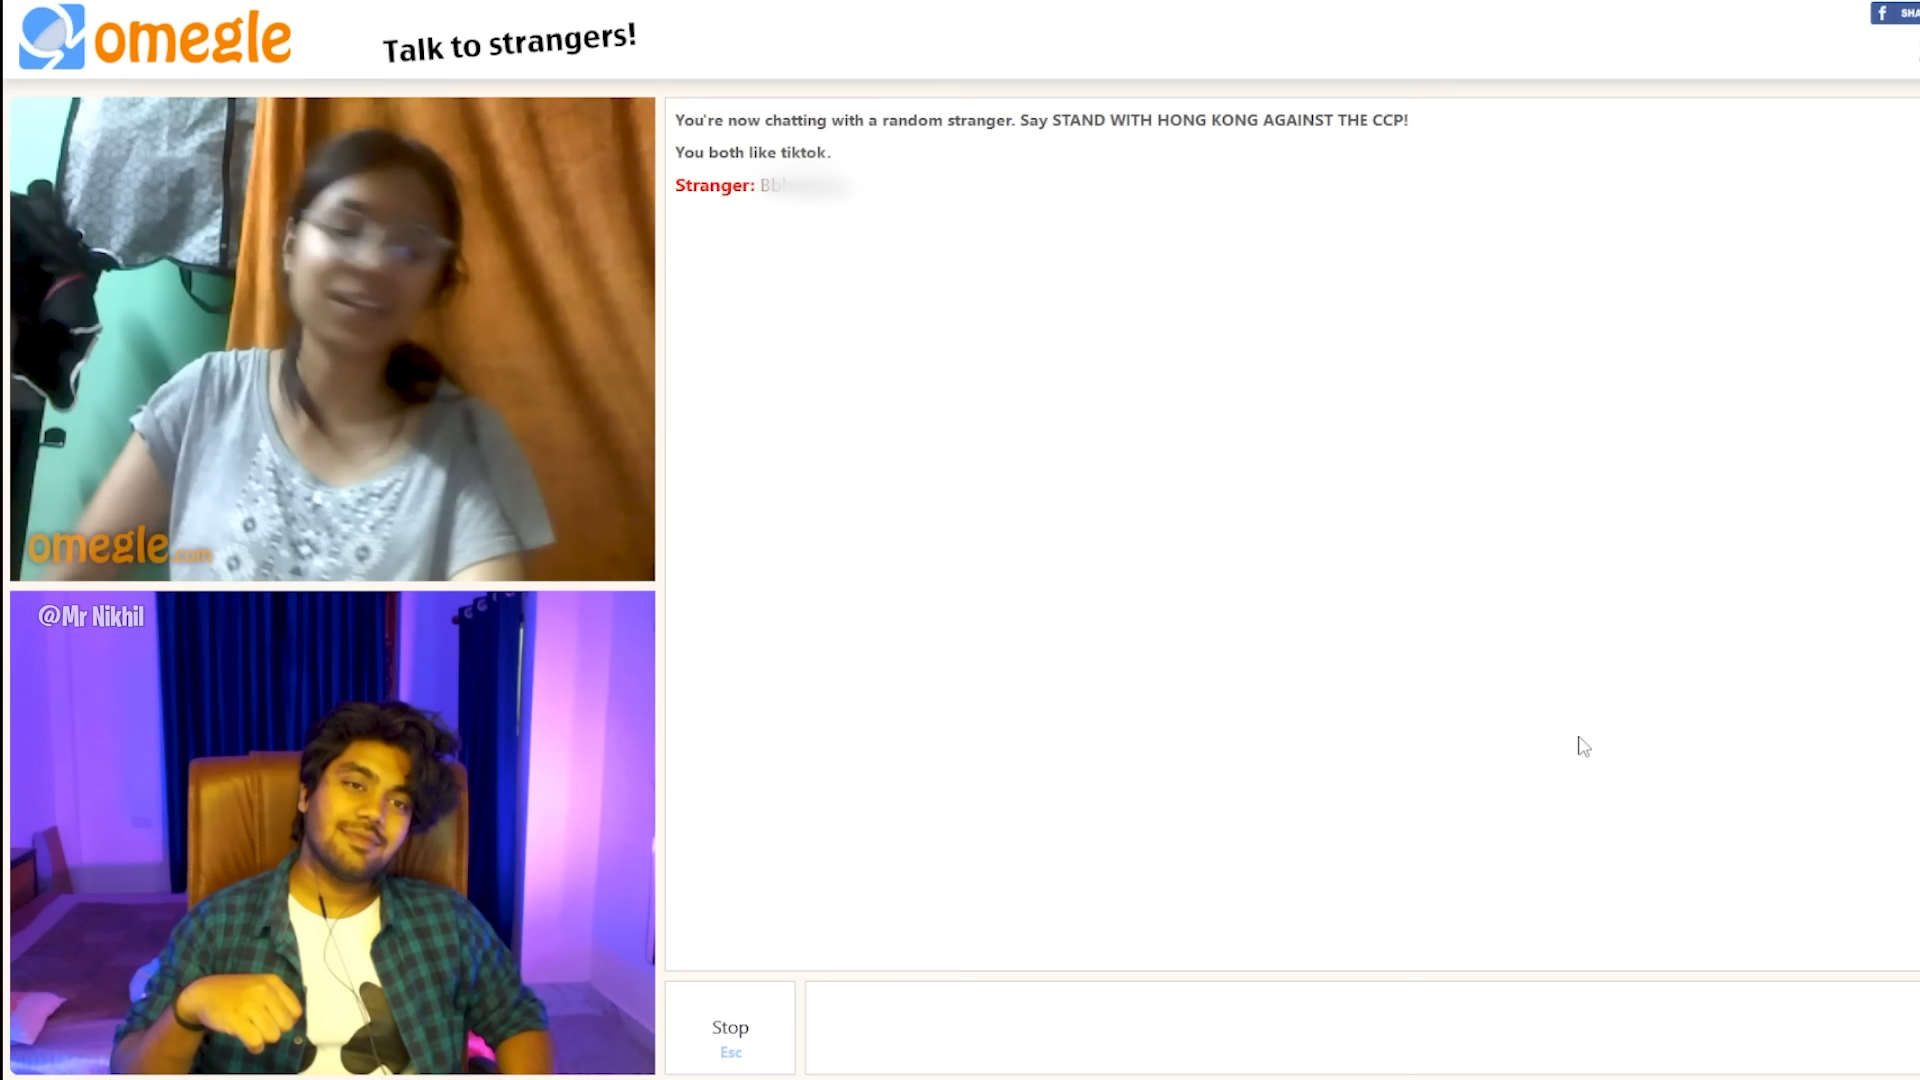 omegle
Talk to strangers!
SHA
You're now chatting with a random stranger. Say STAND WITH HONG KONG AGAINST THE CCP!
You both like tiktok.
Stranger:
omegle.com
@Mr Nikhil
Stop
Esc